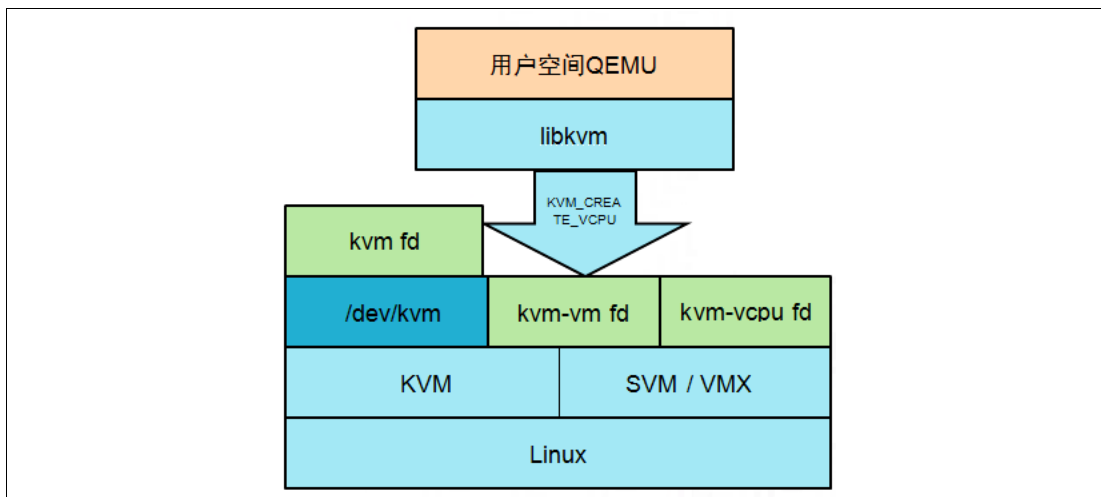 用户空间QEMU
libkvm
KVM_CREA
TE_VCPU
kvm fd
/dev/kvm
kvm-vm fd
kvm-vcpu fd
KVM
SVM / VMX
Linux